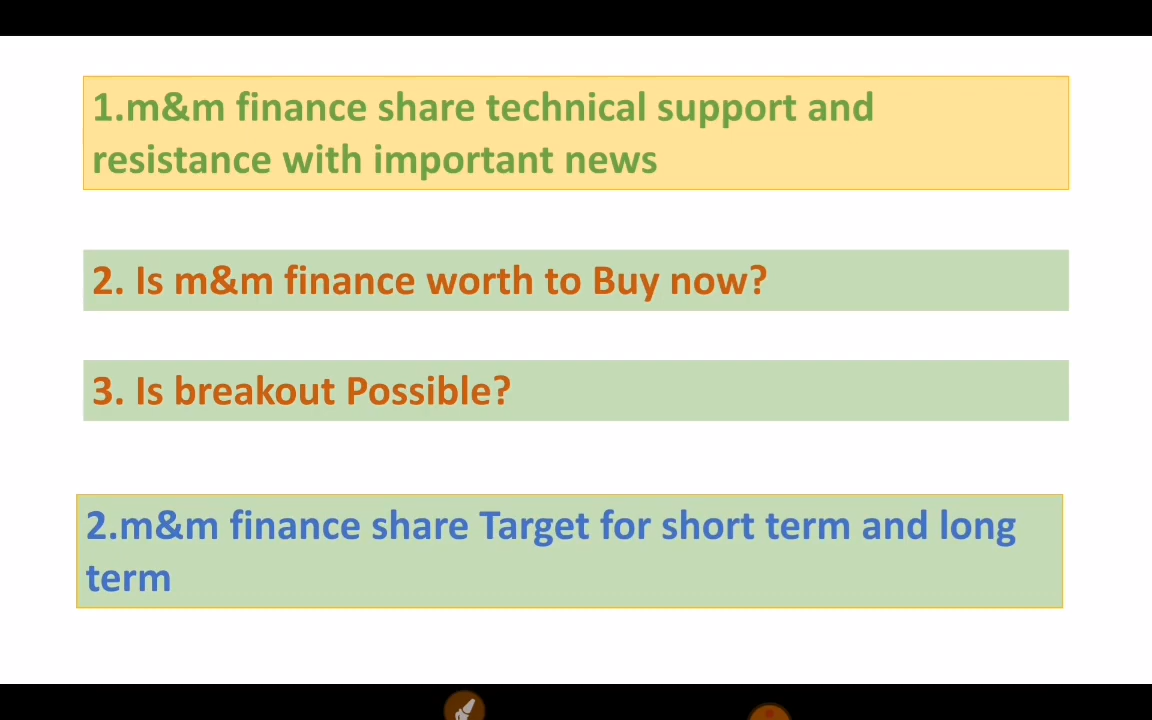 1.m&m finance share technical support and
resistance with important news
2. Is m&m finance worth to Buy now?
3. Is breakout Possible?
2.m&m finance share Target for short term and long
term